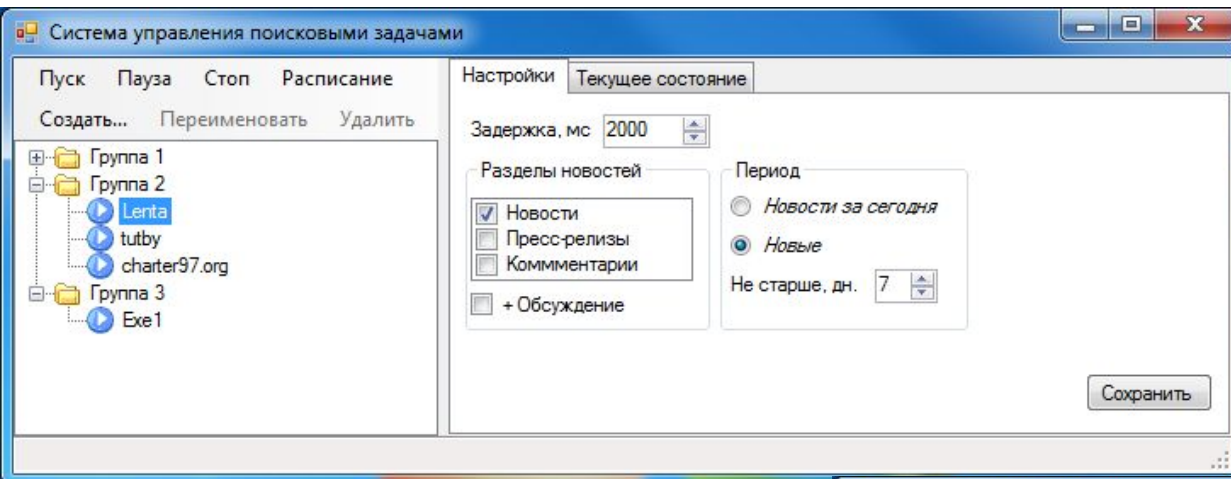 Система управления поисковыми задачами
Пуск Пауза Стоп Расписание
Создать... Переименовать Удалить
Группа 1
Группа 2
Lenta
tutby
charter97.org
Группа 3
Exe1
Настройки Текущее состояние
Задержка, мс 2000
Разделы новостей
Новости
Пресс-релизы
Коммментарии
+ Обсуждение
Период
Новости за сегодня
Новые
Не старше, дн. 7
Сохранить